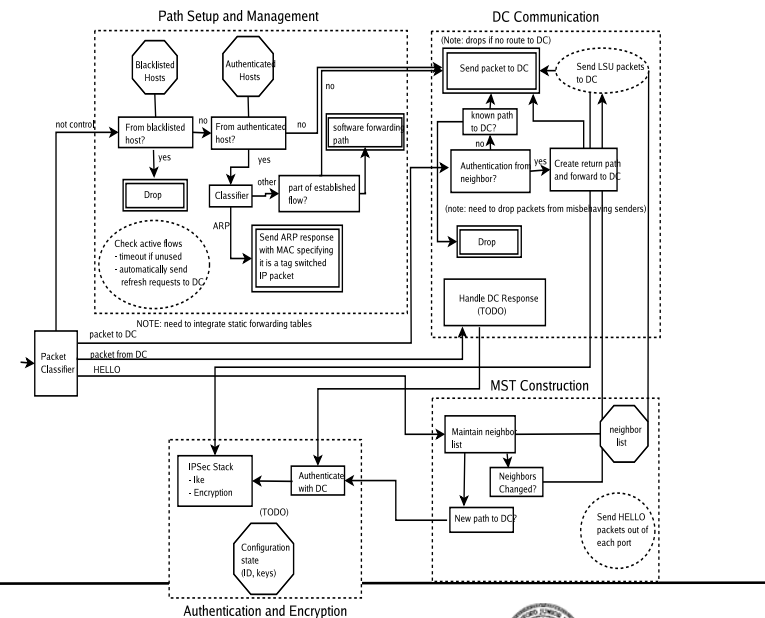 Path Setup and Management
DC Communication
(Note: drops if no route to DC)
Blacklisted
Hosts
Authenticated
Hosts
Send packet to DC
Send LSU packets
to DC
no
not control
From blacklisted
host?
no
From authenticated
host?
no
software forwarding
path
known path
to DC?
no
yes
yes
Classifier
other
part of established
flow?
Authentication from
neighbor?
yes
Create return path
and forward to DC
Drop
ARP
(note: need to drop packets from misbehaving senders)
Check active flows
- timeout if unused
- automatically send
refresh requests to DC
Send ARP response
with MAC specifying
it is a tag switched
IP packet
Drop
Handle DC Response
(TODO)
NOTE: need to integrate static forwarding tables
packet to DC
Packet
Classifier
packet from DC
HELLO
MST Construction
Maintain neighbor
list
neighbor
list
IPSec Stack
- Ike
- Encryption
Authenticate
with DC
Neighbors
Changed?
(TODO)
New path to DC?
Send HELLO
packets out of
each port
Configuration
state
(ID, keys)
Authentication and Encryption